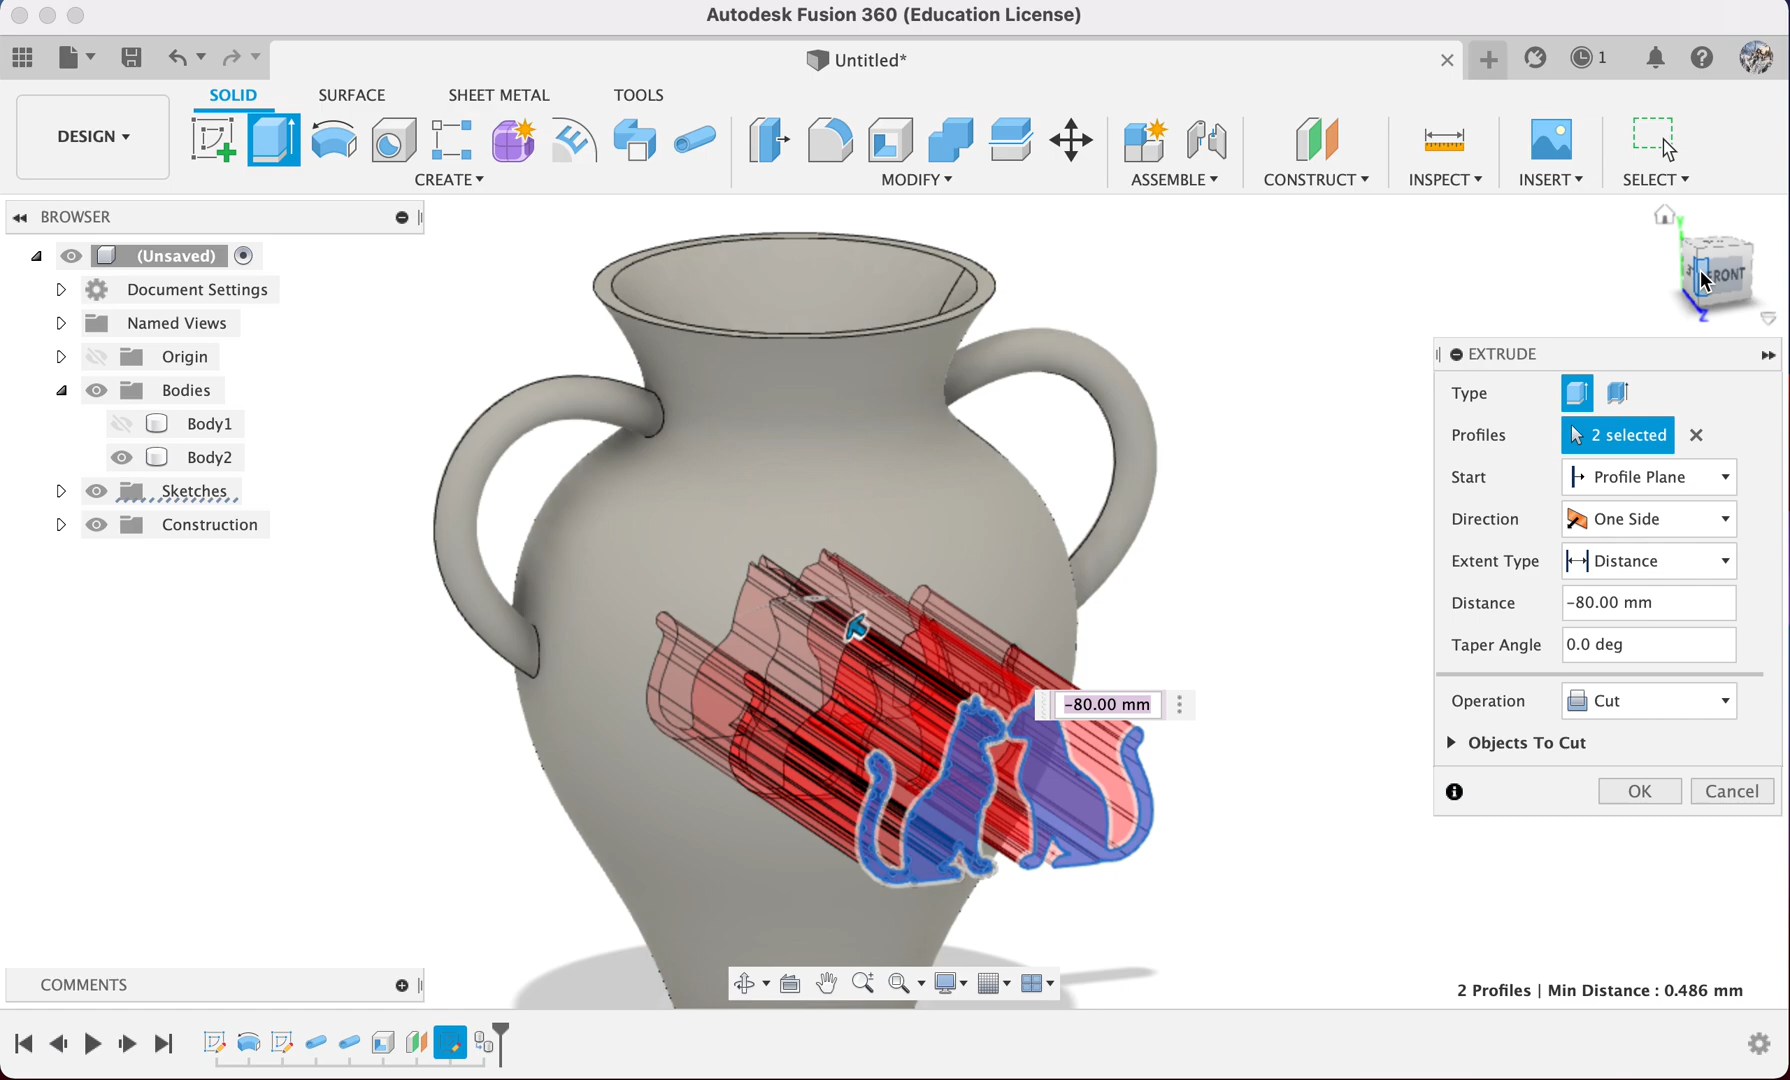 Autodesk Fusion 360 (Education License)
Untitled*
1
DESIGN
SOLID
SURFACE
SHEET METAL
TOOLS
CREATE
MODIFY
ASSEMBLE
CONSTRUCT
INSPECT
INSERT
SELECT
BROWSER
(Unsaved)
Document Settings
Named Views
Origin
Bodies
Body1
Body2
Sketches
Construction
Y
Z
EXTRUDE
Type
Profiles
2 selected
Start
Profile Plane
Direction
One Side
Extent Type
Distance
Distance
-80.00 mm
Taper Angle
0.0 deg
Operation
Cut
Objects To Cut
OK
Cancel
-80.00 mm
COMMENTS
2 Profiles | Min Distance : 0.486 mm